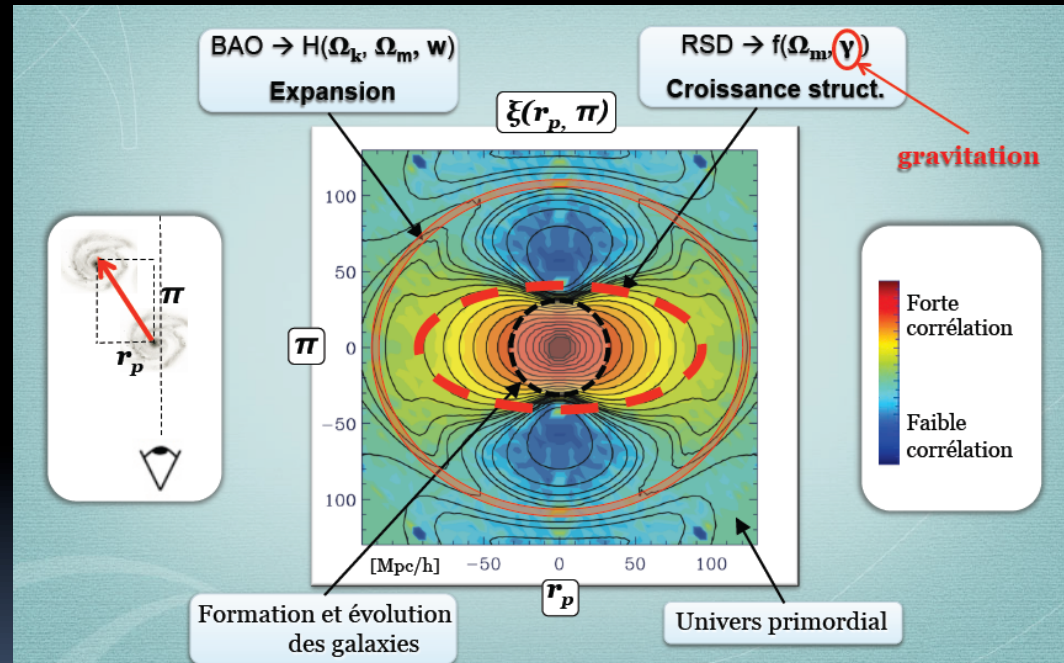 BAO → H(Ωₖ, Ωₘ, w)
Expansion
RSD → f(Ωₘ, γ)
Croissance struct.
gravitation
ξ(rₚ, π)
π
rₚ
100
50
π
0
−50
100
[Mpc/h]
−50
0
50
100
rₚ
Forte
corrélation
Faible
corrélation
Formation et évolution
des galaxies
Univers primordial